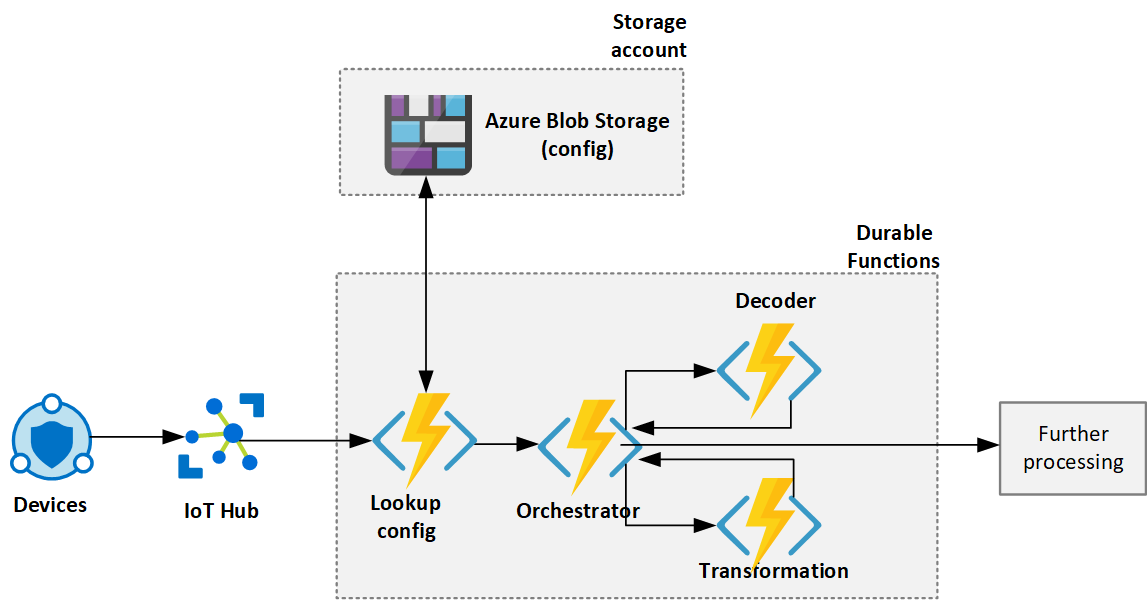 Storage
account
Azure Blob Storage
(config)
Durable
Functions
Decoder
Devices
IoT Hub
Lookup
config
Orchestrator
Transformation
Further
processing